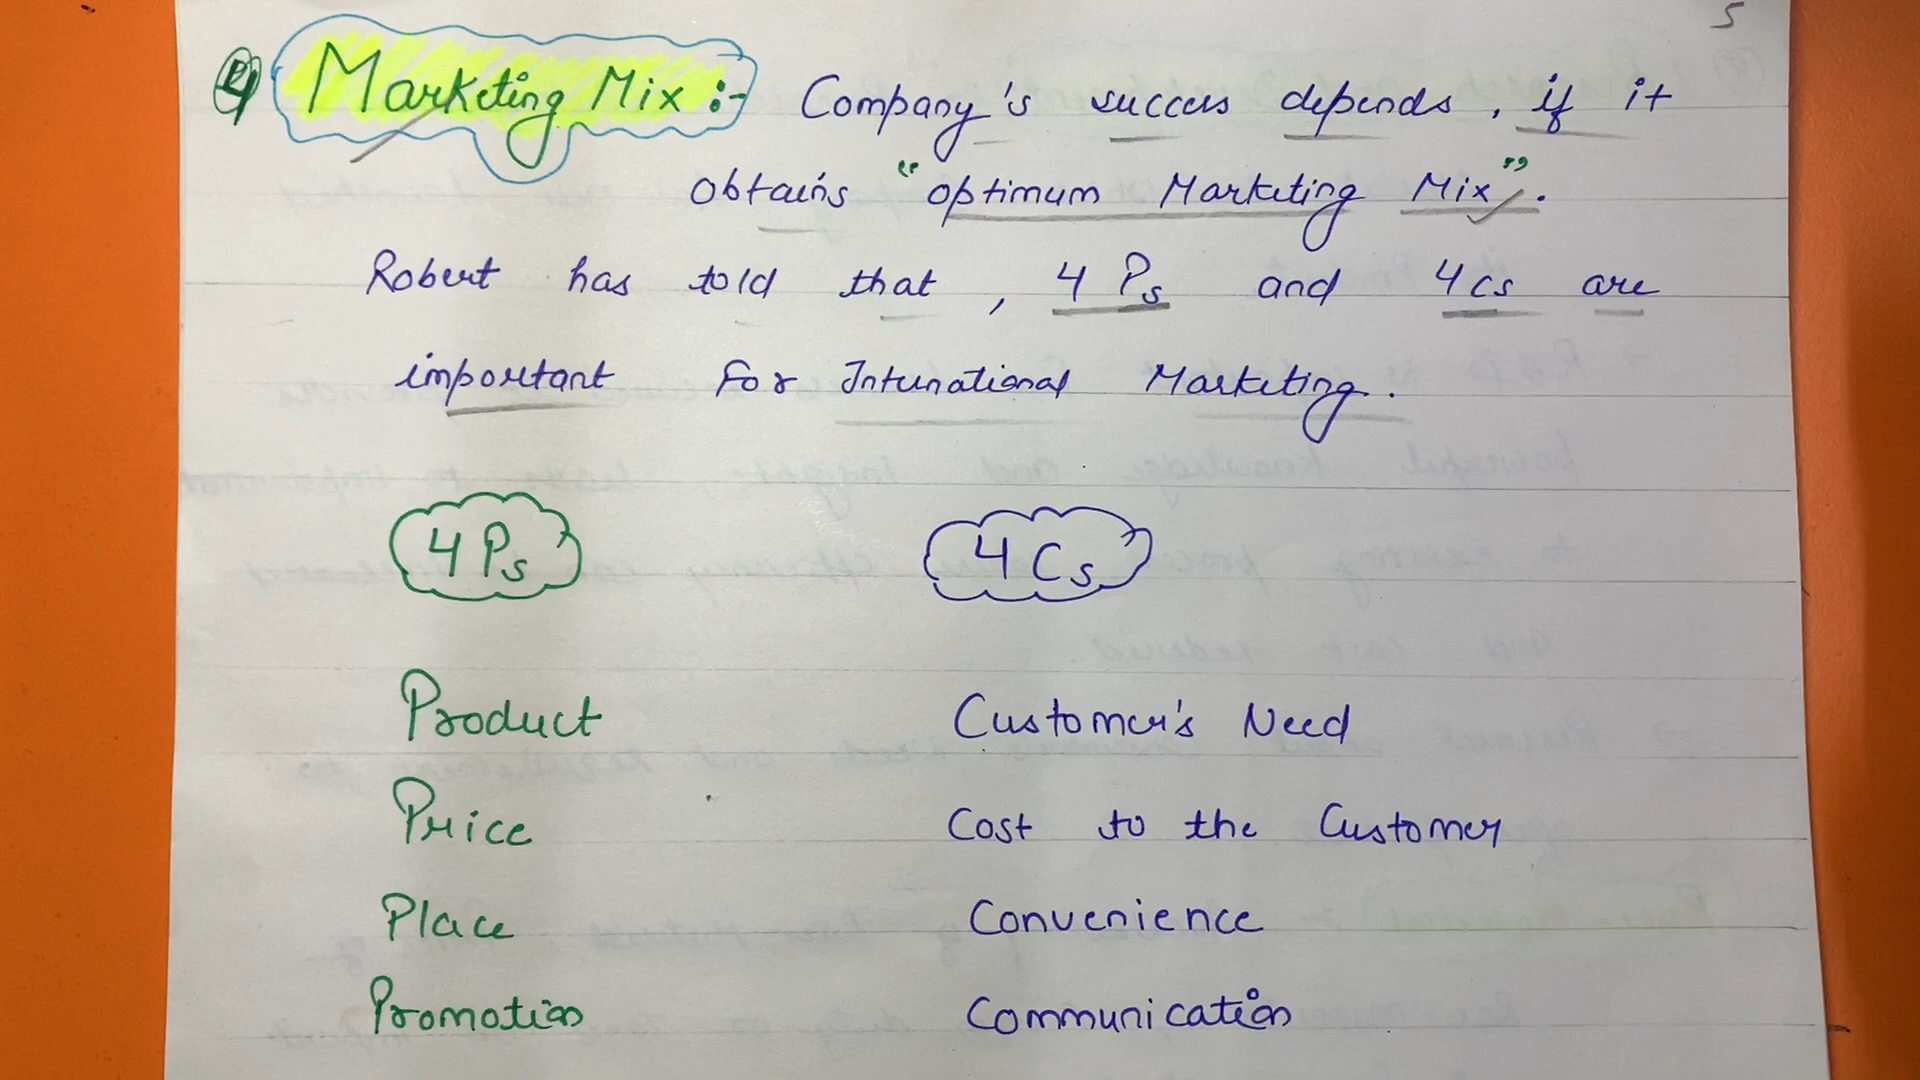 5
4) Marketing Mix :- Company's success depends, if it
obtains "optimum Marketing Mix".
Robert has told that, 4 Ps and 4cs are
important For International Marketing.
4 Ps 4 Cs
Product Customer's Need
Price Cost to the Customer
Place Convenience
Promotion Communication